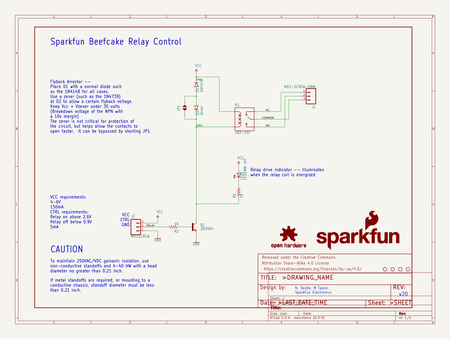 Sparkfun Beefcake Relay Control
Flyback Arrestor --
Place D1 with a normal diode such
as the 1N4148 for all cases.
Use a zener (such as the 1N4739)
at D2 to allow a certain flyback voltage.
Keep Vcc + Vzener under 30 volts
(Breakdown voltage of the NPN with
a 10v margin)
The zener is not critical for protection of
the circuit, but helps allow the contacts to
open faster. It can be bypassed by shorting JP1.
VCC
JP1
K1
NC
COMMON
NO
J1
VCC
Relay drive indicator -- Illuminates
when the relay coil is energized
VCC requirements:
4-6V
150mA
CTRL requirements:
Relay on above 2.6V
Relay off below 0.9V
5mA
VCC
CTRL
GND
J2
VCC
RELAY
GND
CAUTION
To maintain 250VAC/VDC galvanic isolation, use
non-conductive standoffs and 4-40 HW with a head
diameter no greater than 0.21 inch.
If metal standoffs are required, or mounting to a
conductive chassis, standoff diameter must be less
than 0.21 inch.
open hardware
sparkfun
Released under the Creative Commons
Attribution Share-Alike 4.0 License
https://creativecommons.org/licenses/by-sa/4.0/
TITLE: >DRAWING_NAME
Design by: N. Seidle, M Taylor,
Sparkfun Electronics
REV:
v20
Date: >LAST_DATE_TIME
Sheet: >SHEET